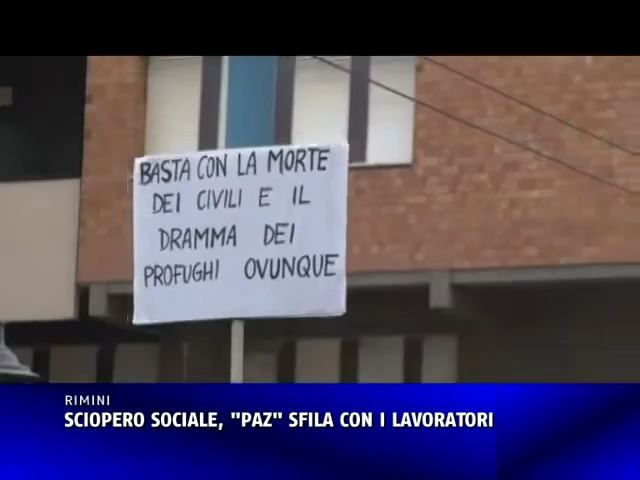 BASTA CON LA MORTE
DEI CIVILI E IL
DRAMMA DEI
PROFUGHI OVUNQUE
RIMINI
SCIOPERO SOCIALE, "PAZ" SFILA CON I LAVORATORI